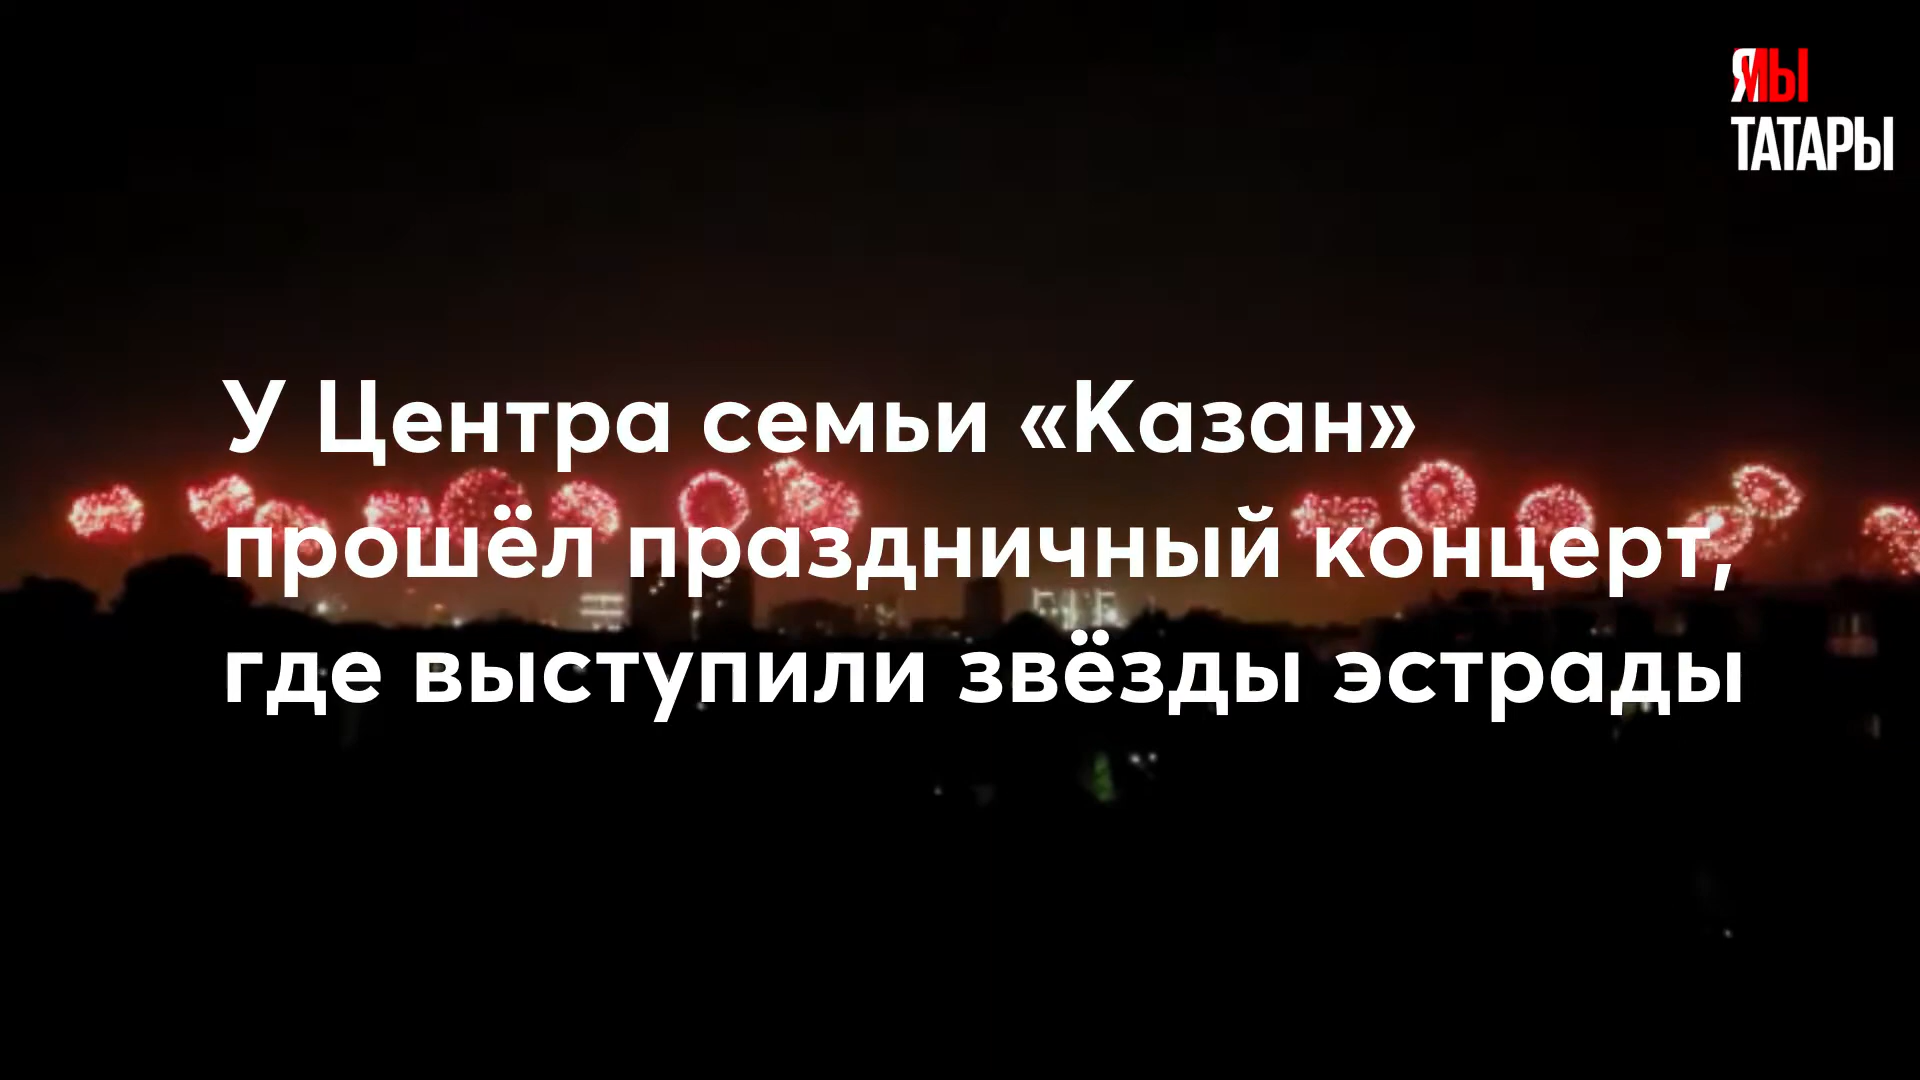 ЯМЫ
ТАТАРЫ
У Центра семьи «Казан»
прошёл праздничный концерт,
где выступили звёзды эстрады